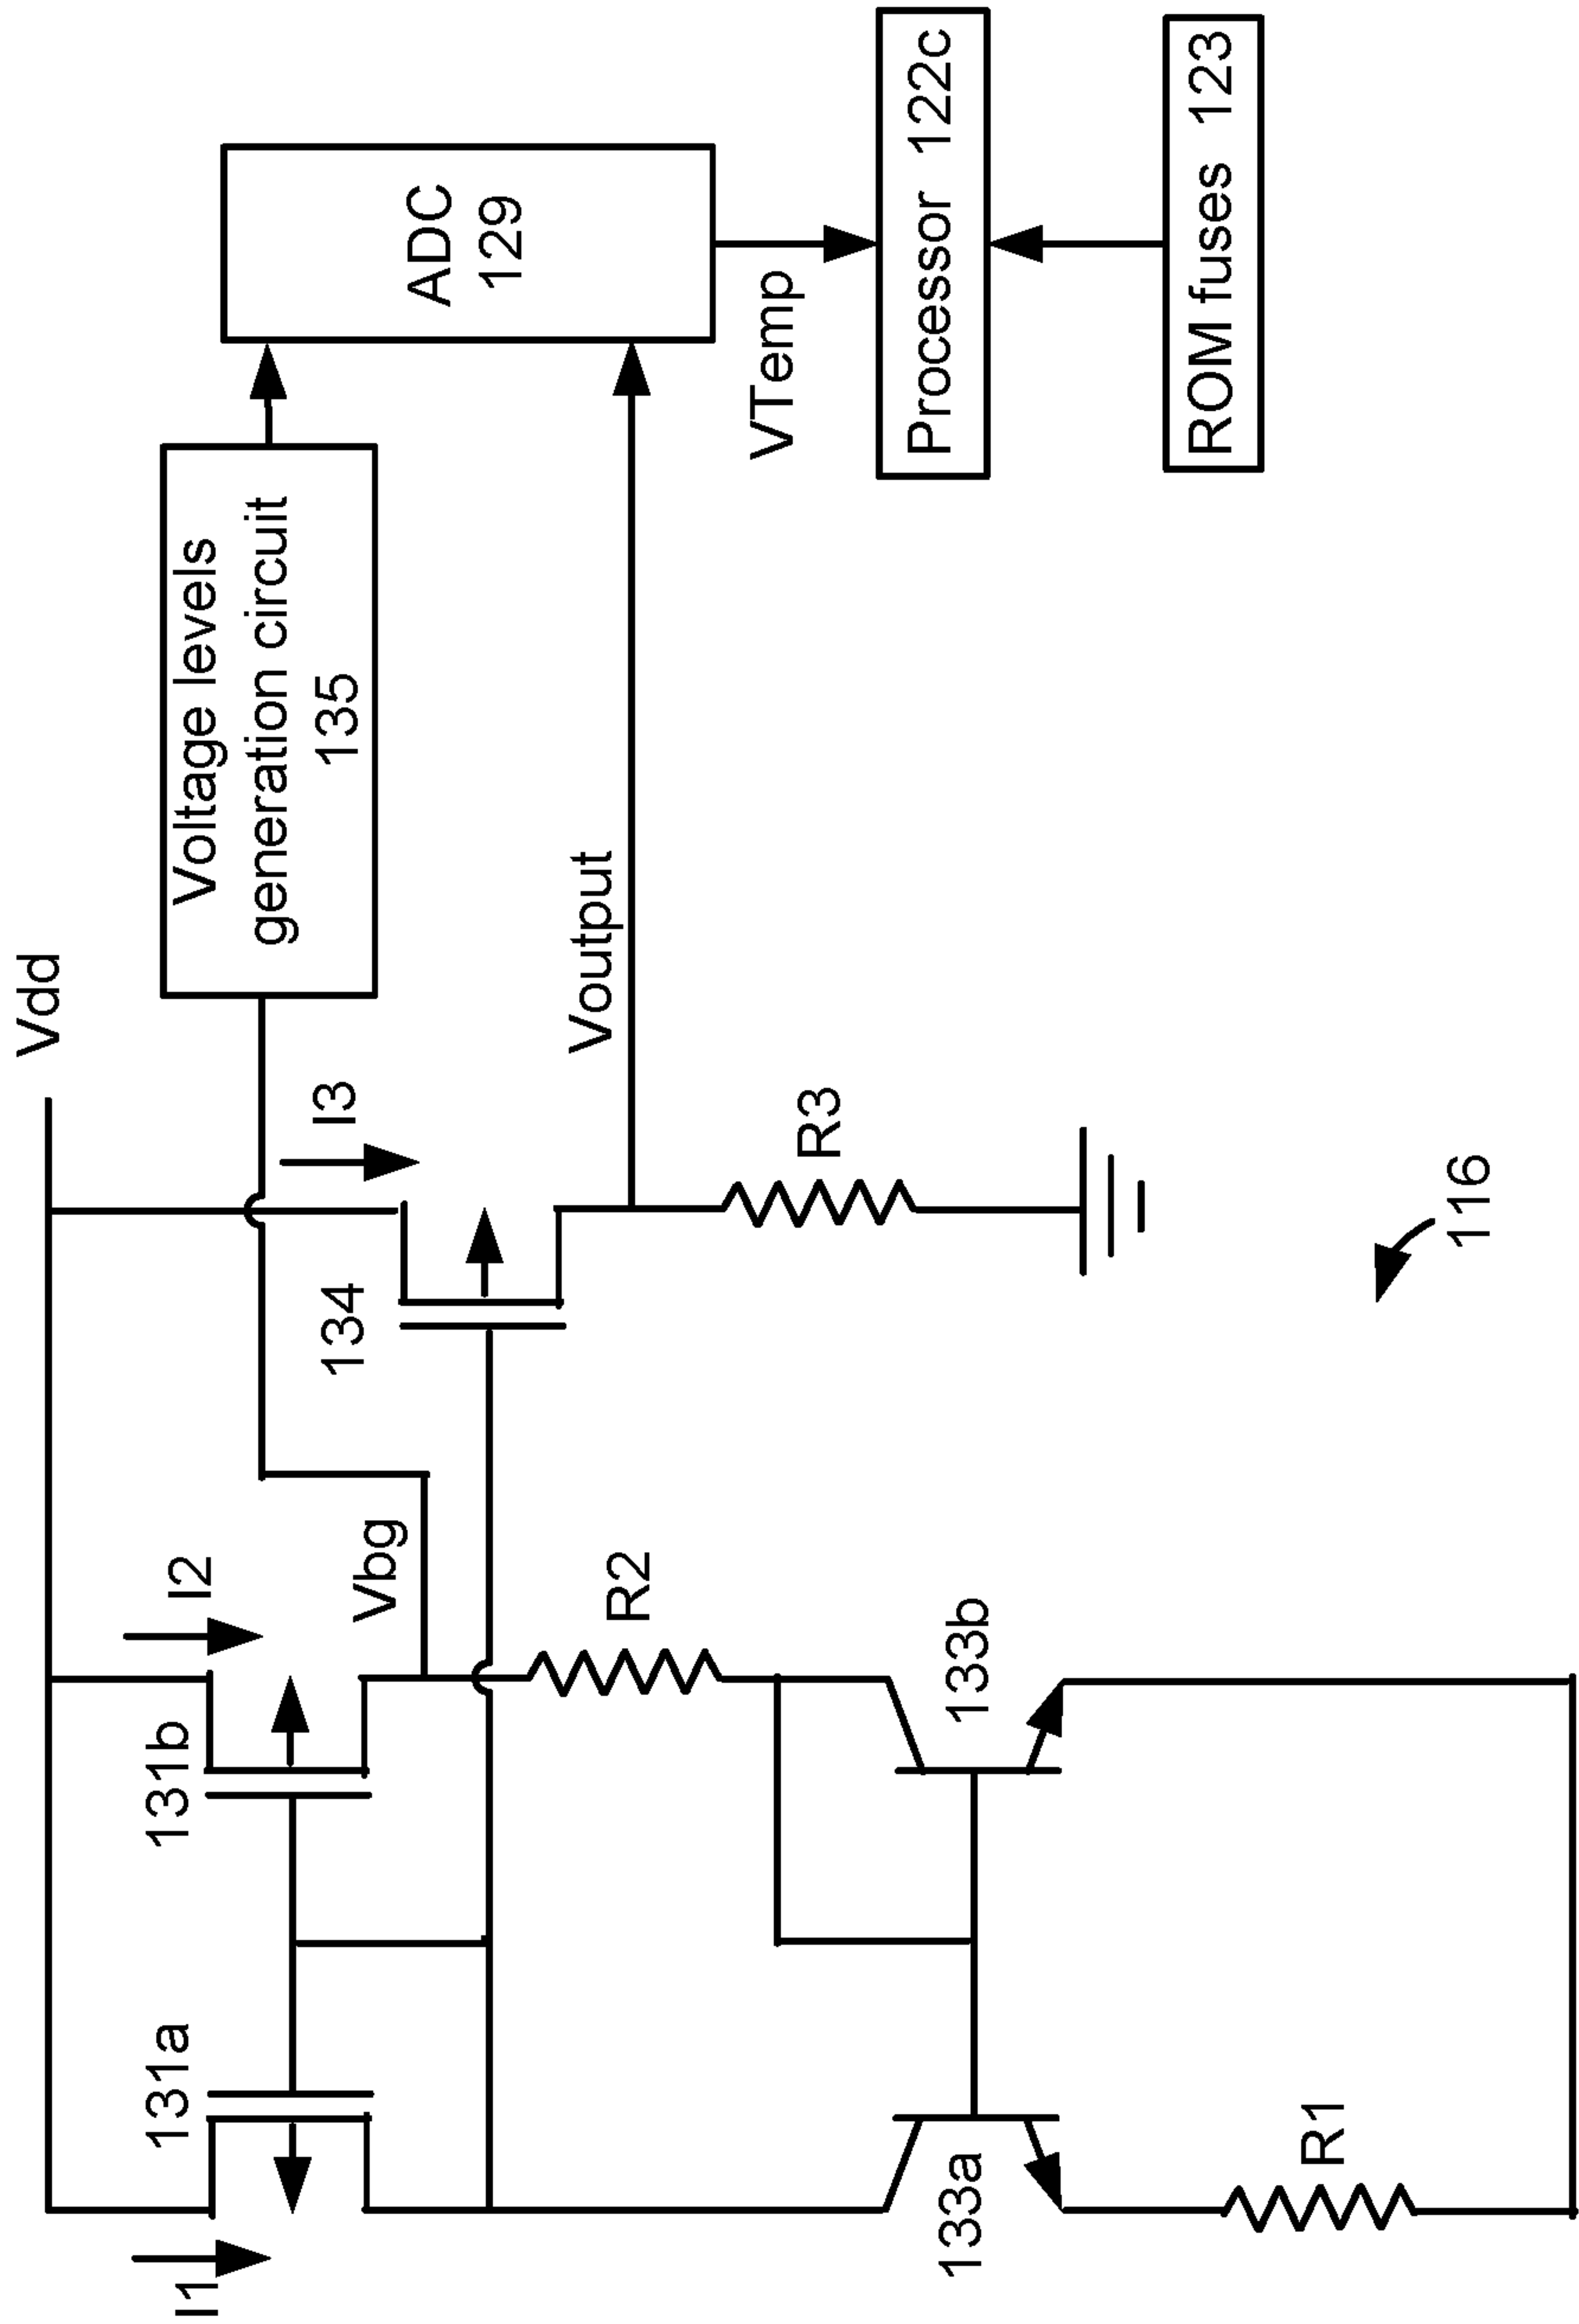 Vdd
I1
I2
I3
131a
131b
134
Vbg
Voltage levels
generation circuit
135
ADC
129
Voutput
VTemp
R2
R3
Processor 122c
133a
133b
ROM fuses 123
R1
116